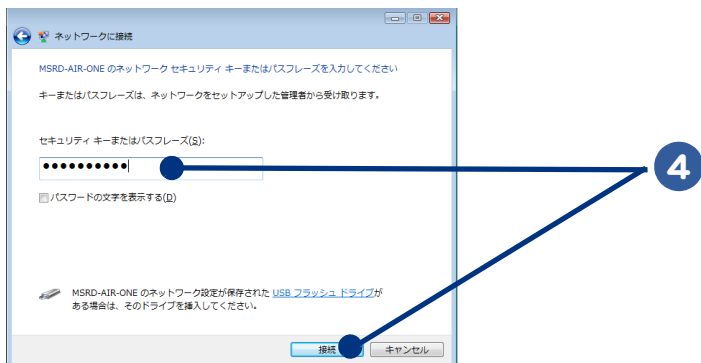 ネットワークに接続
MSRD-AIR-ONE のネットワーク セキュリティ キーまたはパスフレーズを入力してください
キーまたはパスフレーズは、ネットワークをセットアップした管理者から受け取ります。
セキュリティ キーまたはパスフレーズ(S):
●●●●●●●●●●
パスワードの文字を表示する(D)
4
MSRD-AIR-ONE のネットワーク設定が保存された USB フラッシュ ドライブが
ある場合は、そのドライブを挿入してください。
接続
キャンセル